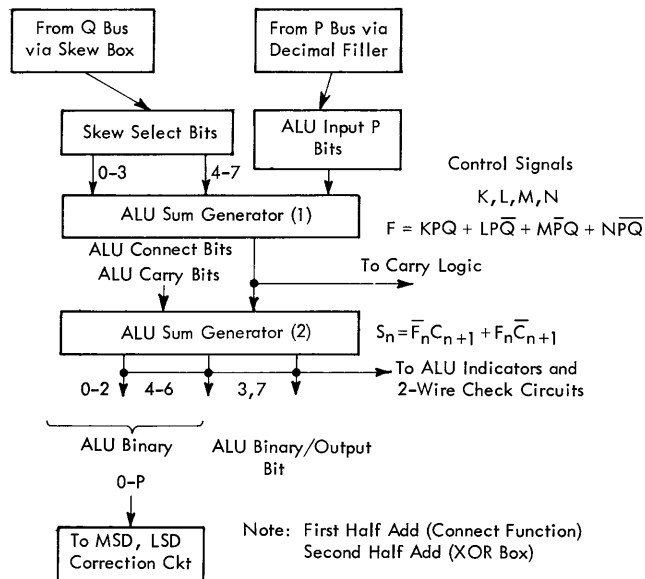 From Q Bus
via Skew Box
From P Bus via
Decimal Filler
Skew Select Bits
ALU Input P
Bits
0-3
4-7
Control Signals
K, L, M, N
ALU Sum Generator (1)
F = KPQ + LPQ̅ + MP̅Q + NP̅Q̅
ALU Connect Bits
ALU Carry Bits
To Carry Logic
ALU Sum Generator (2)
Sₙ = F̅ₙCₙ₊₁ + FₙC̅ₙ₊₁
0-2
4-6
3,7
To ALU Indicators and
2-Wire Check Circuits
ALU Binary
ALU Binary/Output
Bit
0-P
To MSD, LSD
Correction Ckt
Note: First Half Add (Connect Function)
Second Half Add (XOR Box)